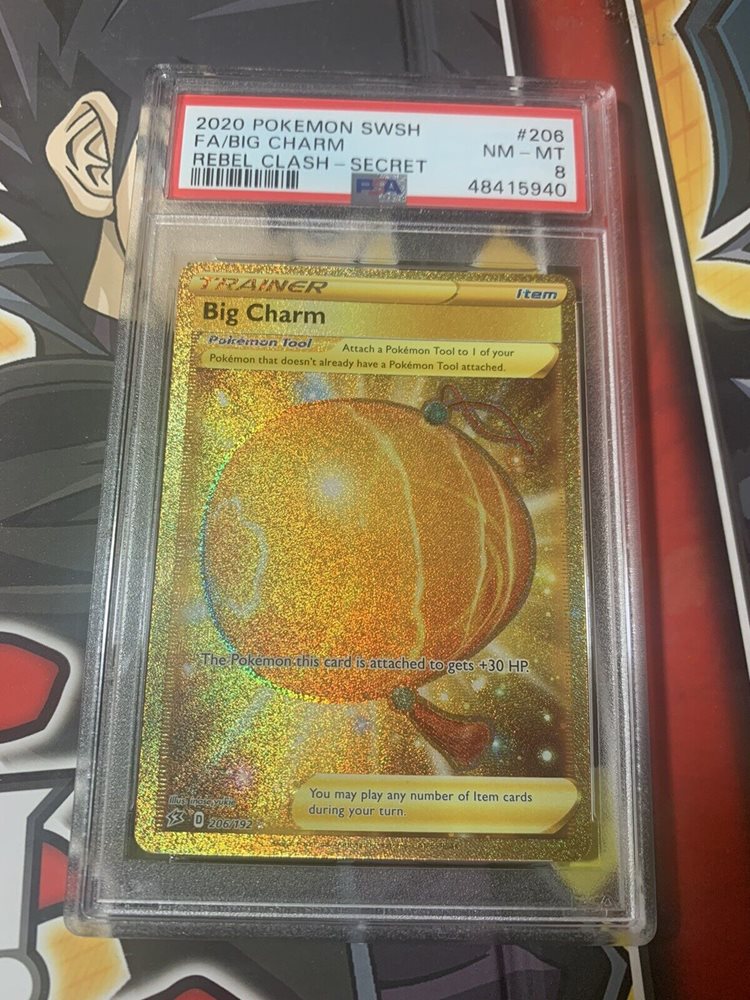 2020 POKEMON SWSH #206
FA/BIG CHARM NM – MT
REBEL CLASH – SECRET 8
PSA 48415940
TRAINER Item
Big Charm
Pokémon Tool Attach a Pokémon Tool to 1 of your
Pokémon that doesn't already have a Pokémon Tool attached.
The Pokémon this card is attached to gets +30 HP.
You may play any number of Item cards
during your turn.
Illus. inose yukie
D 206/192